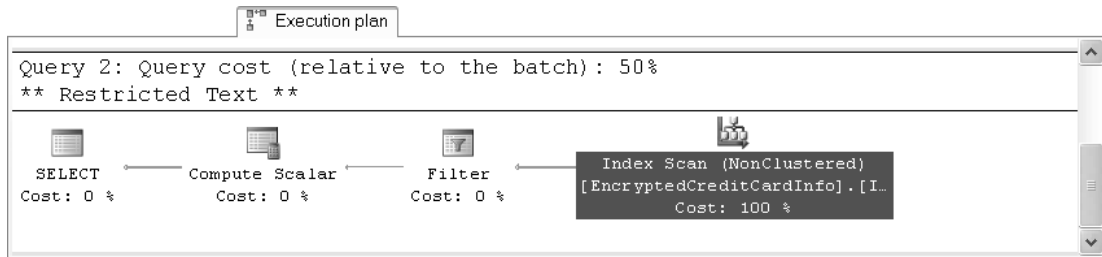 Execution plan
Query 2: Query cost (relative to the batch): 50%
** Restricted Text **
SELECT
Cost: 0 %
Compute Scalar
Cost: 0 %
Filter
Cost: 0 %
Index Scan (NonClustered)
[EncryptedCreditCardInfo].[I…
Cost: 100 %